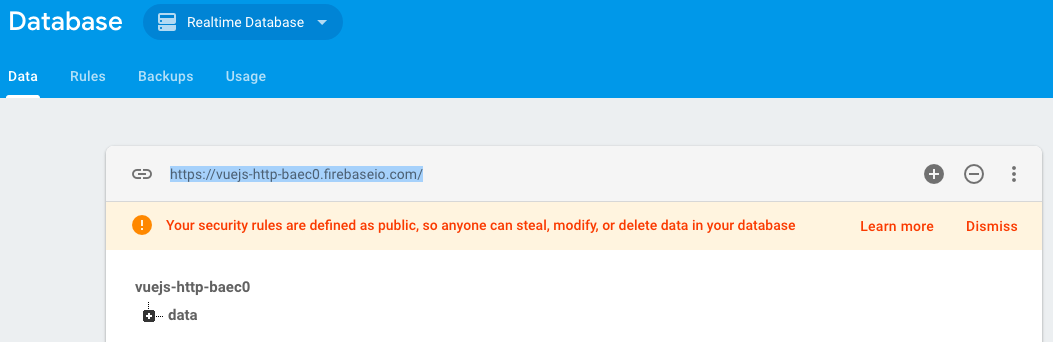 Database Realtime Database
Data Rules Backups Usage
https://vuejs-http-baec0.firebaseio.com/
Your security rules are defined as public, so anyone can steal, modify, or delete data in your database Learn more Dismiss
vuejs-http-baec0
data